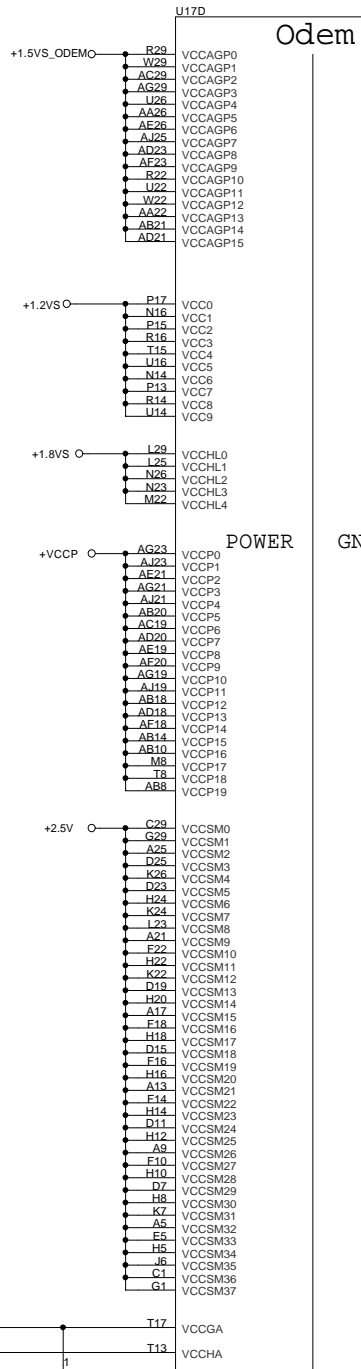 U17D
Odem
+1.5VS_ODEM R29 VCCAGP0
W29 VCCAGP1
AC29 VCCAGP2
AG29 VCCAGP3
U26 VCCAGP4
AA26 VCCAGP5
AE26 VCCAGP6
AJ25 VCCAGP7
AD23 VCCAGP8
AF23 VCCAGP9
R22 VCCAGP10
U22 VCCAGP11
W22 VCCAGP12
AA22 VCCAGP13
AB21 VCCAGP14
AD21 VCCAGP15
+1.2VS P17 VCC0
N16 VCC1
P15 VCC2
R16 VCC3
T15 VCC4
U16 VCC5
N14 VCC6
P13 VCC7
R14 VCC8
U14 VCC9
+1.8VS L29 VCCHL0
L25 VCCHL1
N26 VCCHL2
N23 VCCHL3
M22 VCCHL4
POWER GN
+VCCP AG23 VCCP0
AJ23 VCCP1
AE21 VCCP2
AG21 VCCP3
AJ21 VCCP4
AB20 VCCP5
AC19 VCCP6
AD20 VCCP7
AE19 VCCP8
AF20 VCCP9
AG19 VCCP10
AJ19 VCCP11
AB18 VCCP12
AD18 VCCP13
AF18 VCCP14
AB14 VCCP15
AB10 VCCP16
M8 VCCP17
T8 VCCP18
AB8 VCCP19
+2.5V C29 VCCSM0
G29 VCCSM1
A25 VCCSM2
D25 VCCSM3
K26 VCCSM4
D23 VCCSM5
H24 VCCSM6
K24 VCCSM7
L23 VCCSM8
A21 VCCSM9
F22 VCCSM10
H22 VCCSM11
K22 VCCSM12
D19 VCCSM13
H20 VCCSM14
A17 VCCSM15
F18 VCCSM16
H18 VCCSM17
D15 VCCSM18
F16 VCCSM19
H16 VCCSM20
A13 VCCSM21
F14 VCCSM22
H14 VCCSM23
D11 VCCSM24
H12 VCCSM25
A9 VCCSM26
F10 VCCSM27
H10 VCCSM28
D7 VCCSM29
H8 VCCSM30
K7 VCCSM31
A5 VCCSM32
E5 VCCSM33
H5 VCCSM34
J6 VCCSM35
C1 VCCSM36
G1 VCCSM37
T17 VCCGA
T13 VCCHA
1